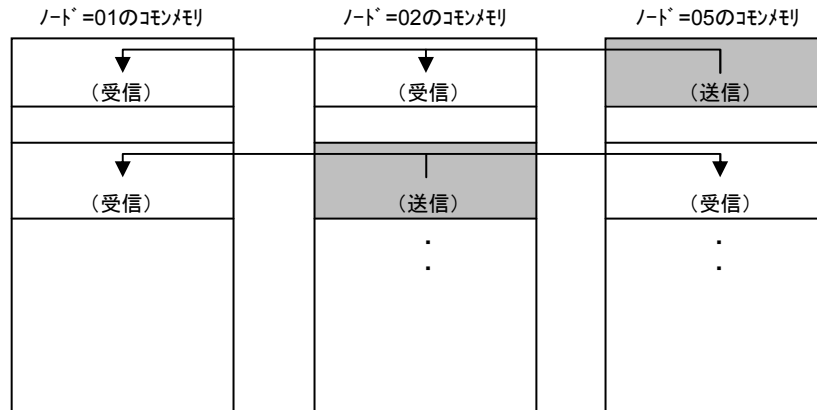 ﾉｰﾄﾞ=01のｺﾓﾝﾒﾓﾘ ﾉｰﾄﾞ=02のｺﾓﾝﾒﾓﾘ ﾉｰﾄﾞ=05のｺﾓﾝﾒﾓﾘ
（受信） （受信） （送信）
（受信） （送信） （受信）
・ ・
・ ・